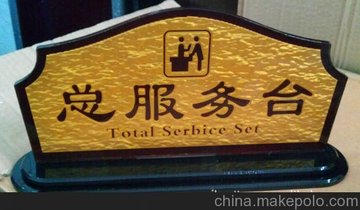 总服务台
Total Serbice Set
china.makepolo.com